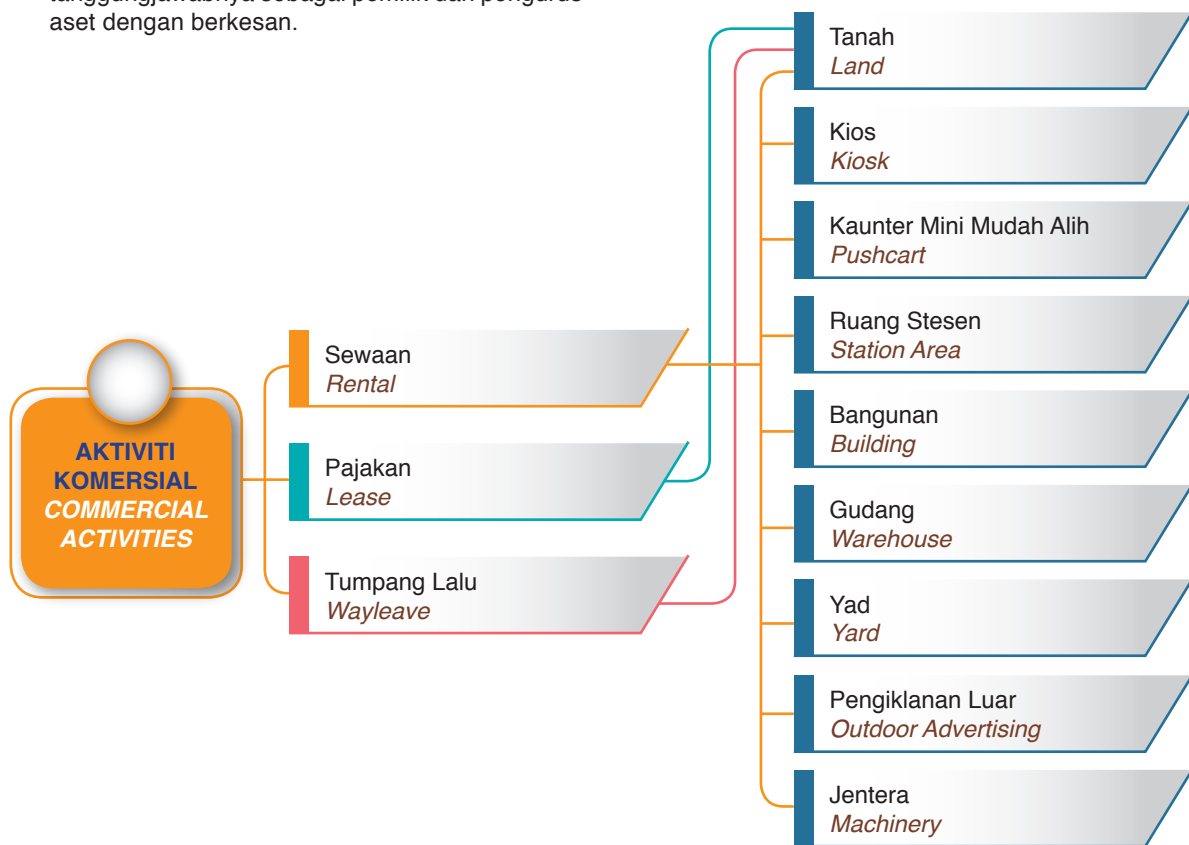 aset dengan berkesan.
AKTIVITI
KOMERSIAL
COMMERCIAL
ACTIVITIES
Sewaan
Rental
Pajakan
Lease
Tumpang Lalu
Wayleave
Tanah
Land
Kios
Kiosk
Kaunter Mini Mudah Alih
Pushcart
Ruang Stesen
Station Area
Bangunan
Building
Gudang
Warehouse
Yad
Yard
Pengiklanan Luar
Outdoor Advertising
Jentera
Machinery